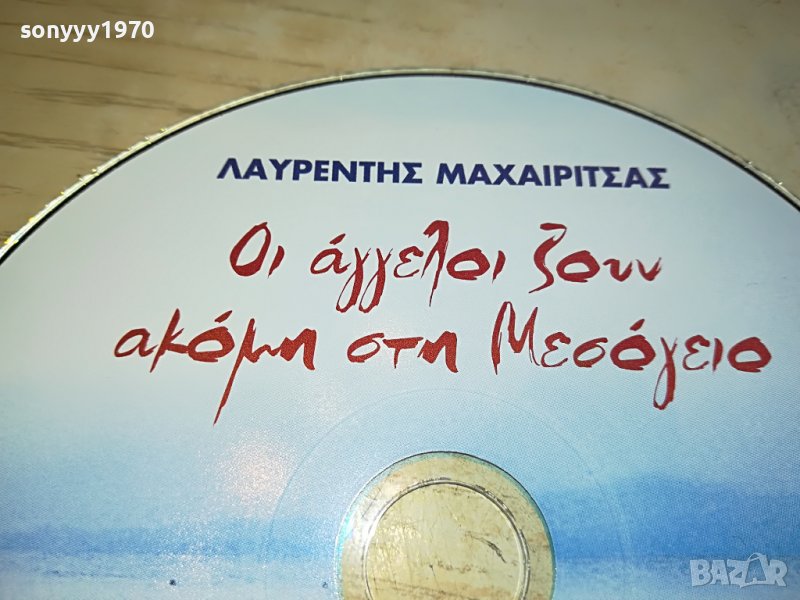 sonyyy1970
ΛΑΥΡΕΝΤΗΣ ΜΑΧΑΙΡΙΤΣΑΣ
Οι άγγελοι ζουν
ακόμη στη Μεσόγειο
BAZAR